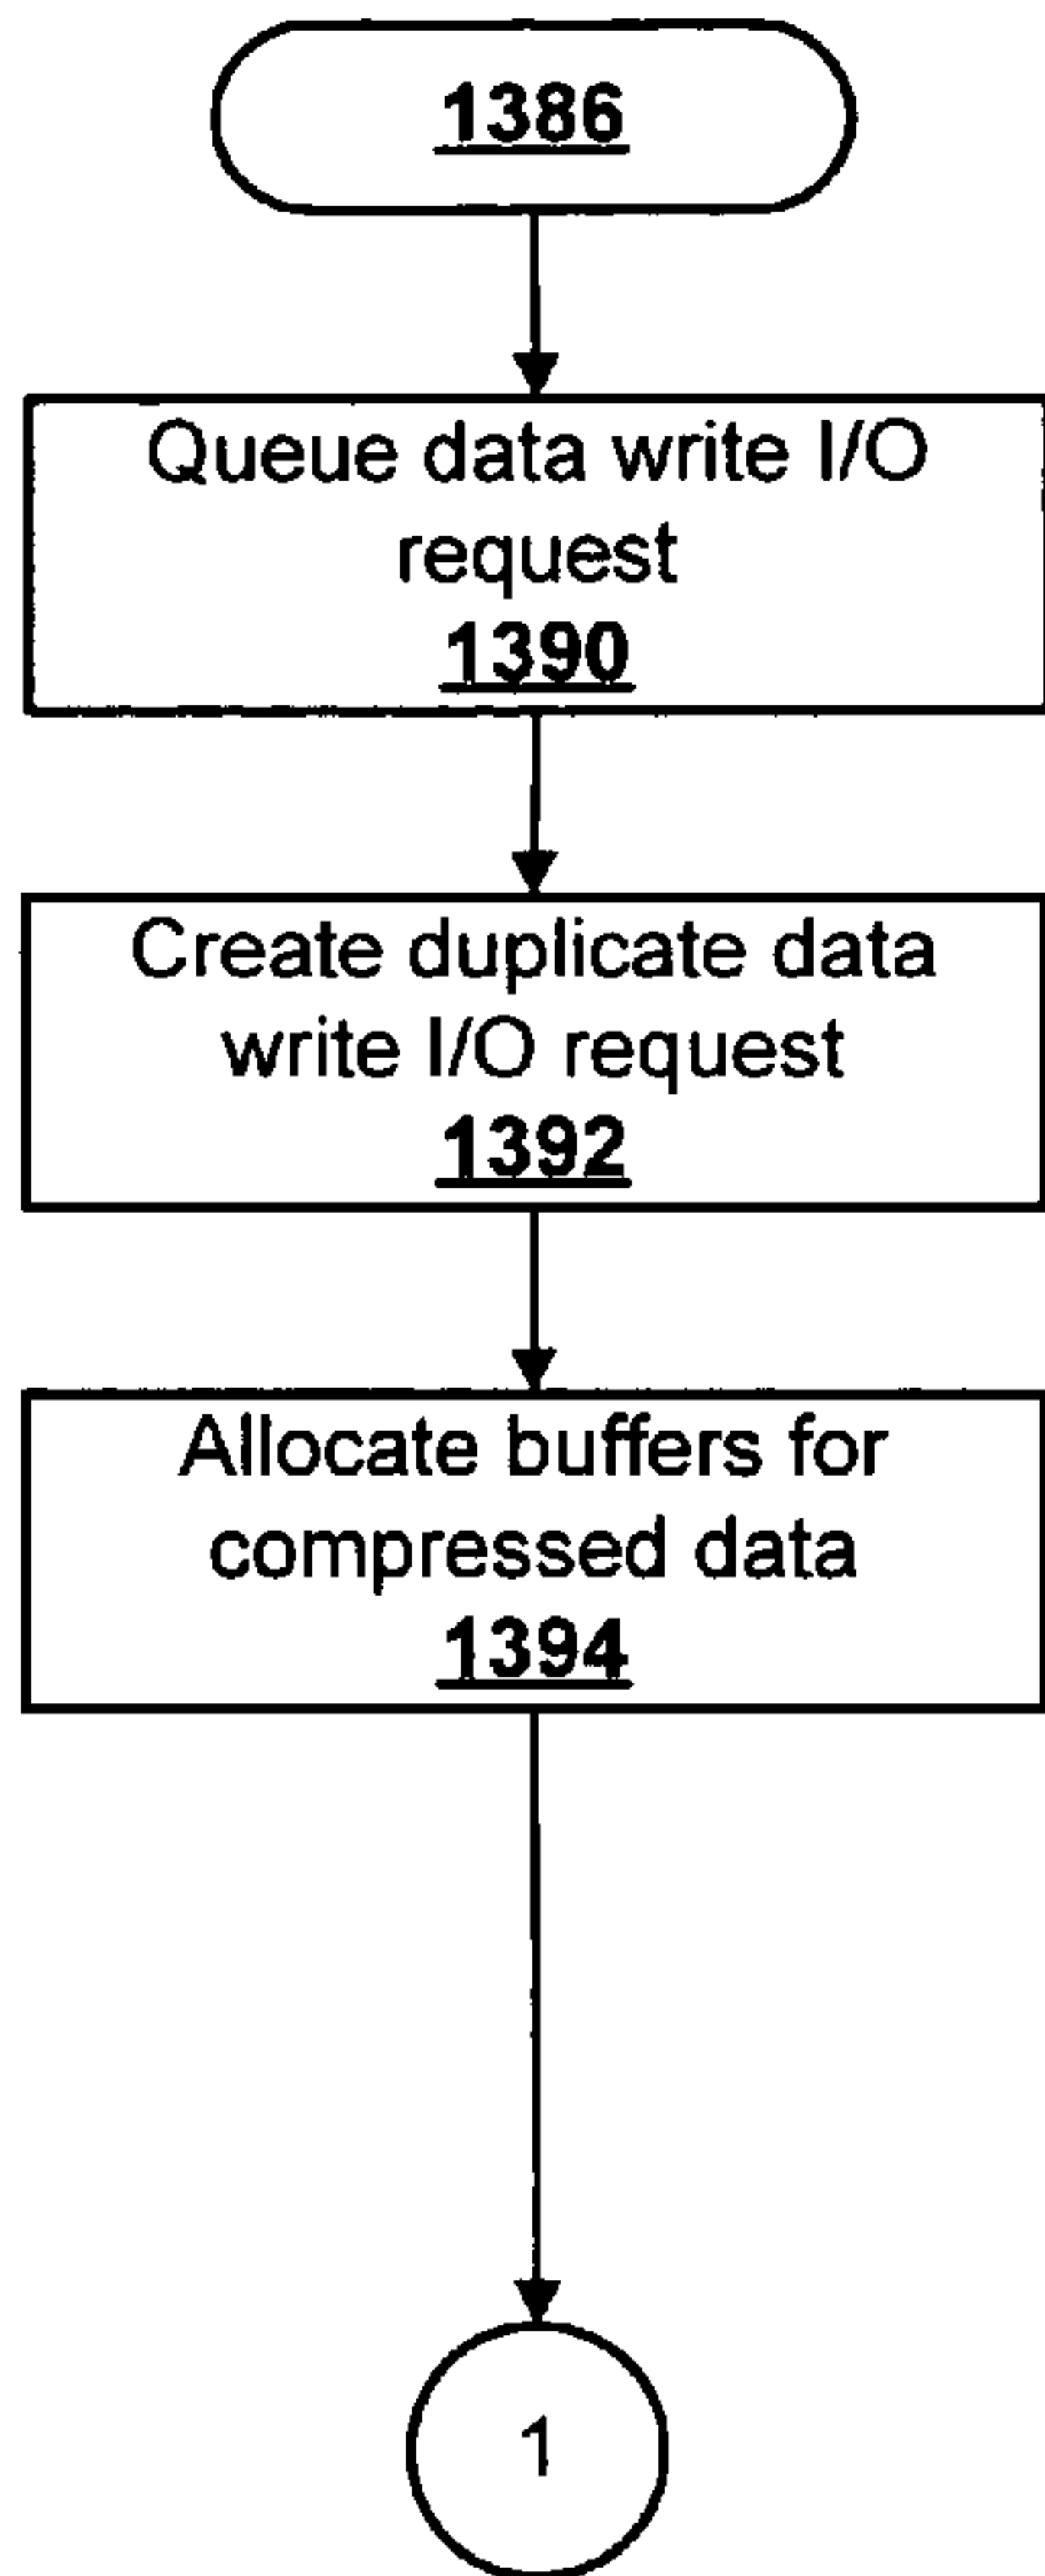 1386
Queue data write I/O
request
1390
Create duplicate data
write I/O request
1392
Allocate buffers for
compressed data
1394
1